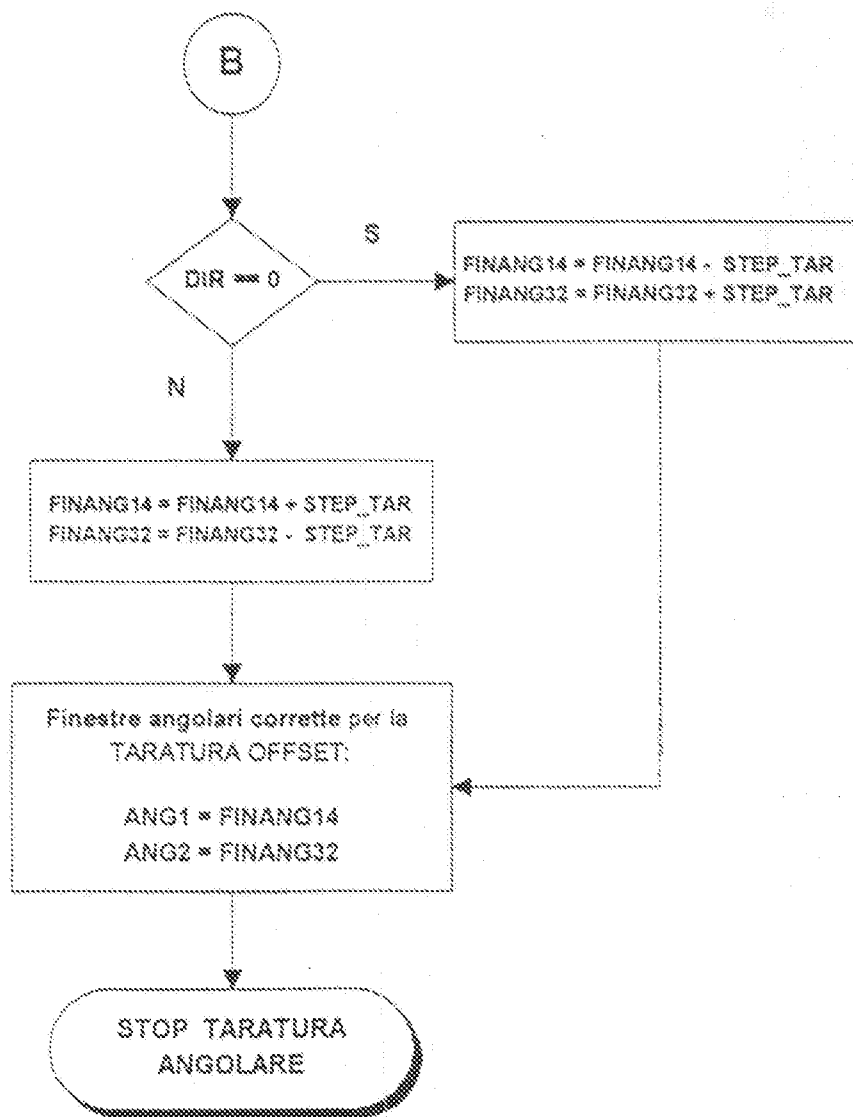 B
DIR == 0
S
FINANG14 = FINANG14 - STEP_TAR
FINANG32 = FINANG32 + STEP_TAR
N
FINANG14 = FINANG14 + STEP_TAR
FINANG32 = FINANG32 - STEP_TAR
Finestre angolari corrette per la
TARATURA OFFSET:
ANG1 = FINANG14
ANG2 = FINANG32
STOP TARATURA
ANGOLARE